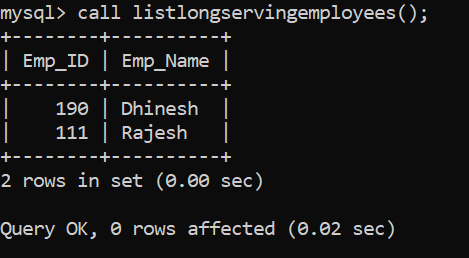 mysql> call listlongservingemployees();
+--------+----------+
| Emp_ID | Emp_Name |
+--------+----------+
|    190 | Dhinesh  |
|    111 | Rajesh   |
+--------+----------+
2 rows in set (0.00 sec)

Query OK, 0 rows affected (0.02 sec)